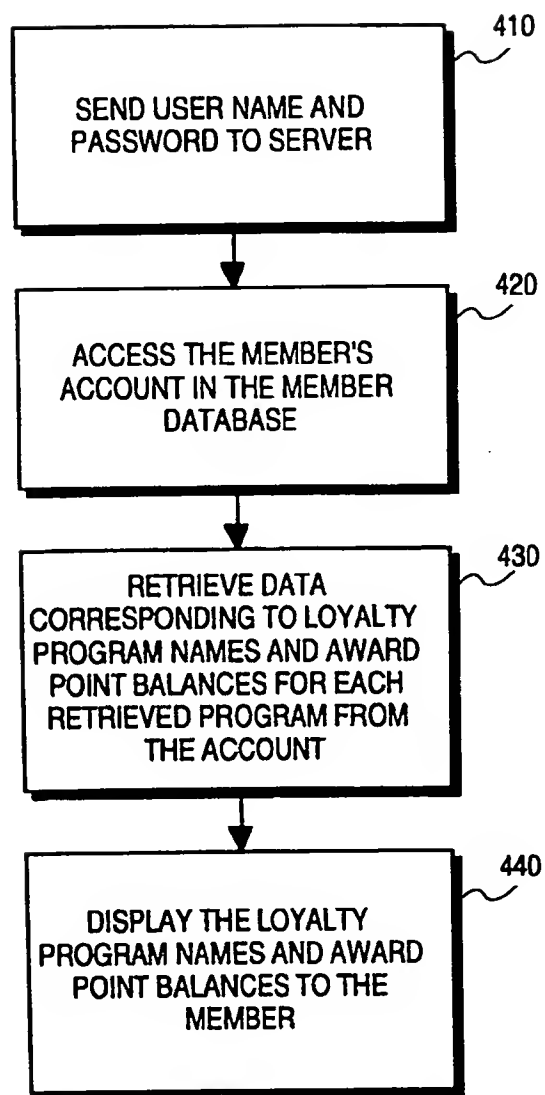 410
SEND USER NAME AND
PASSWORD TO SERVER
420
ACCESS THE MEMBER'S
ACCOUNT IN THE MEMBER
DATABASE
430
RETRIEVE DATA
CORRESPONDING TO LOYALTY
PROGRAM NAMES AND AWARD
POINT BALANCES FOR EACH
RETRIEVED PROGRAM FROM
THE ACCOUNT
440
DISPLAY THE LOYALTY
PROGRAM NAMES AND AWARD
POINT BALANCES TO THE
MEMBER